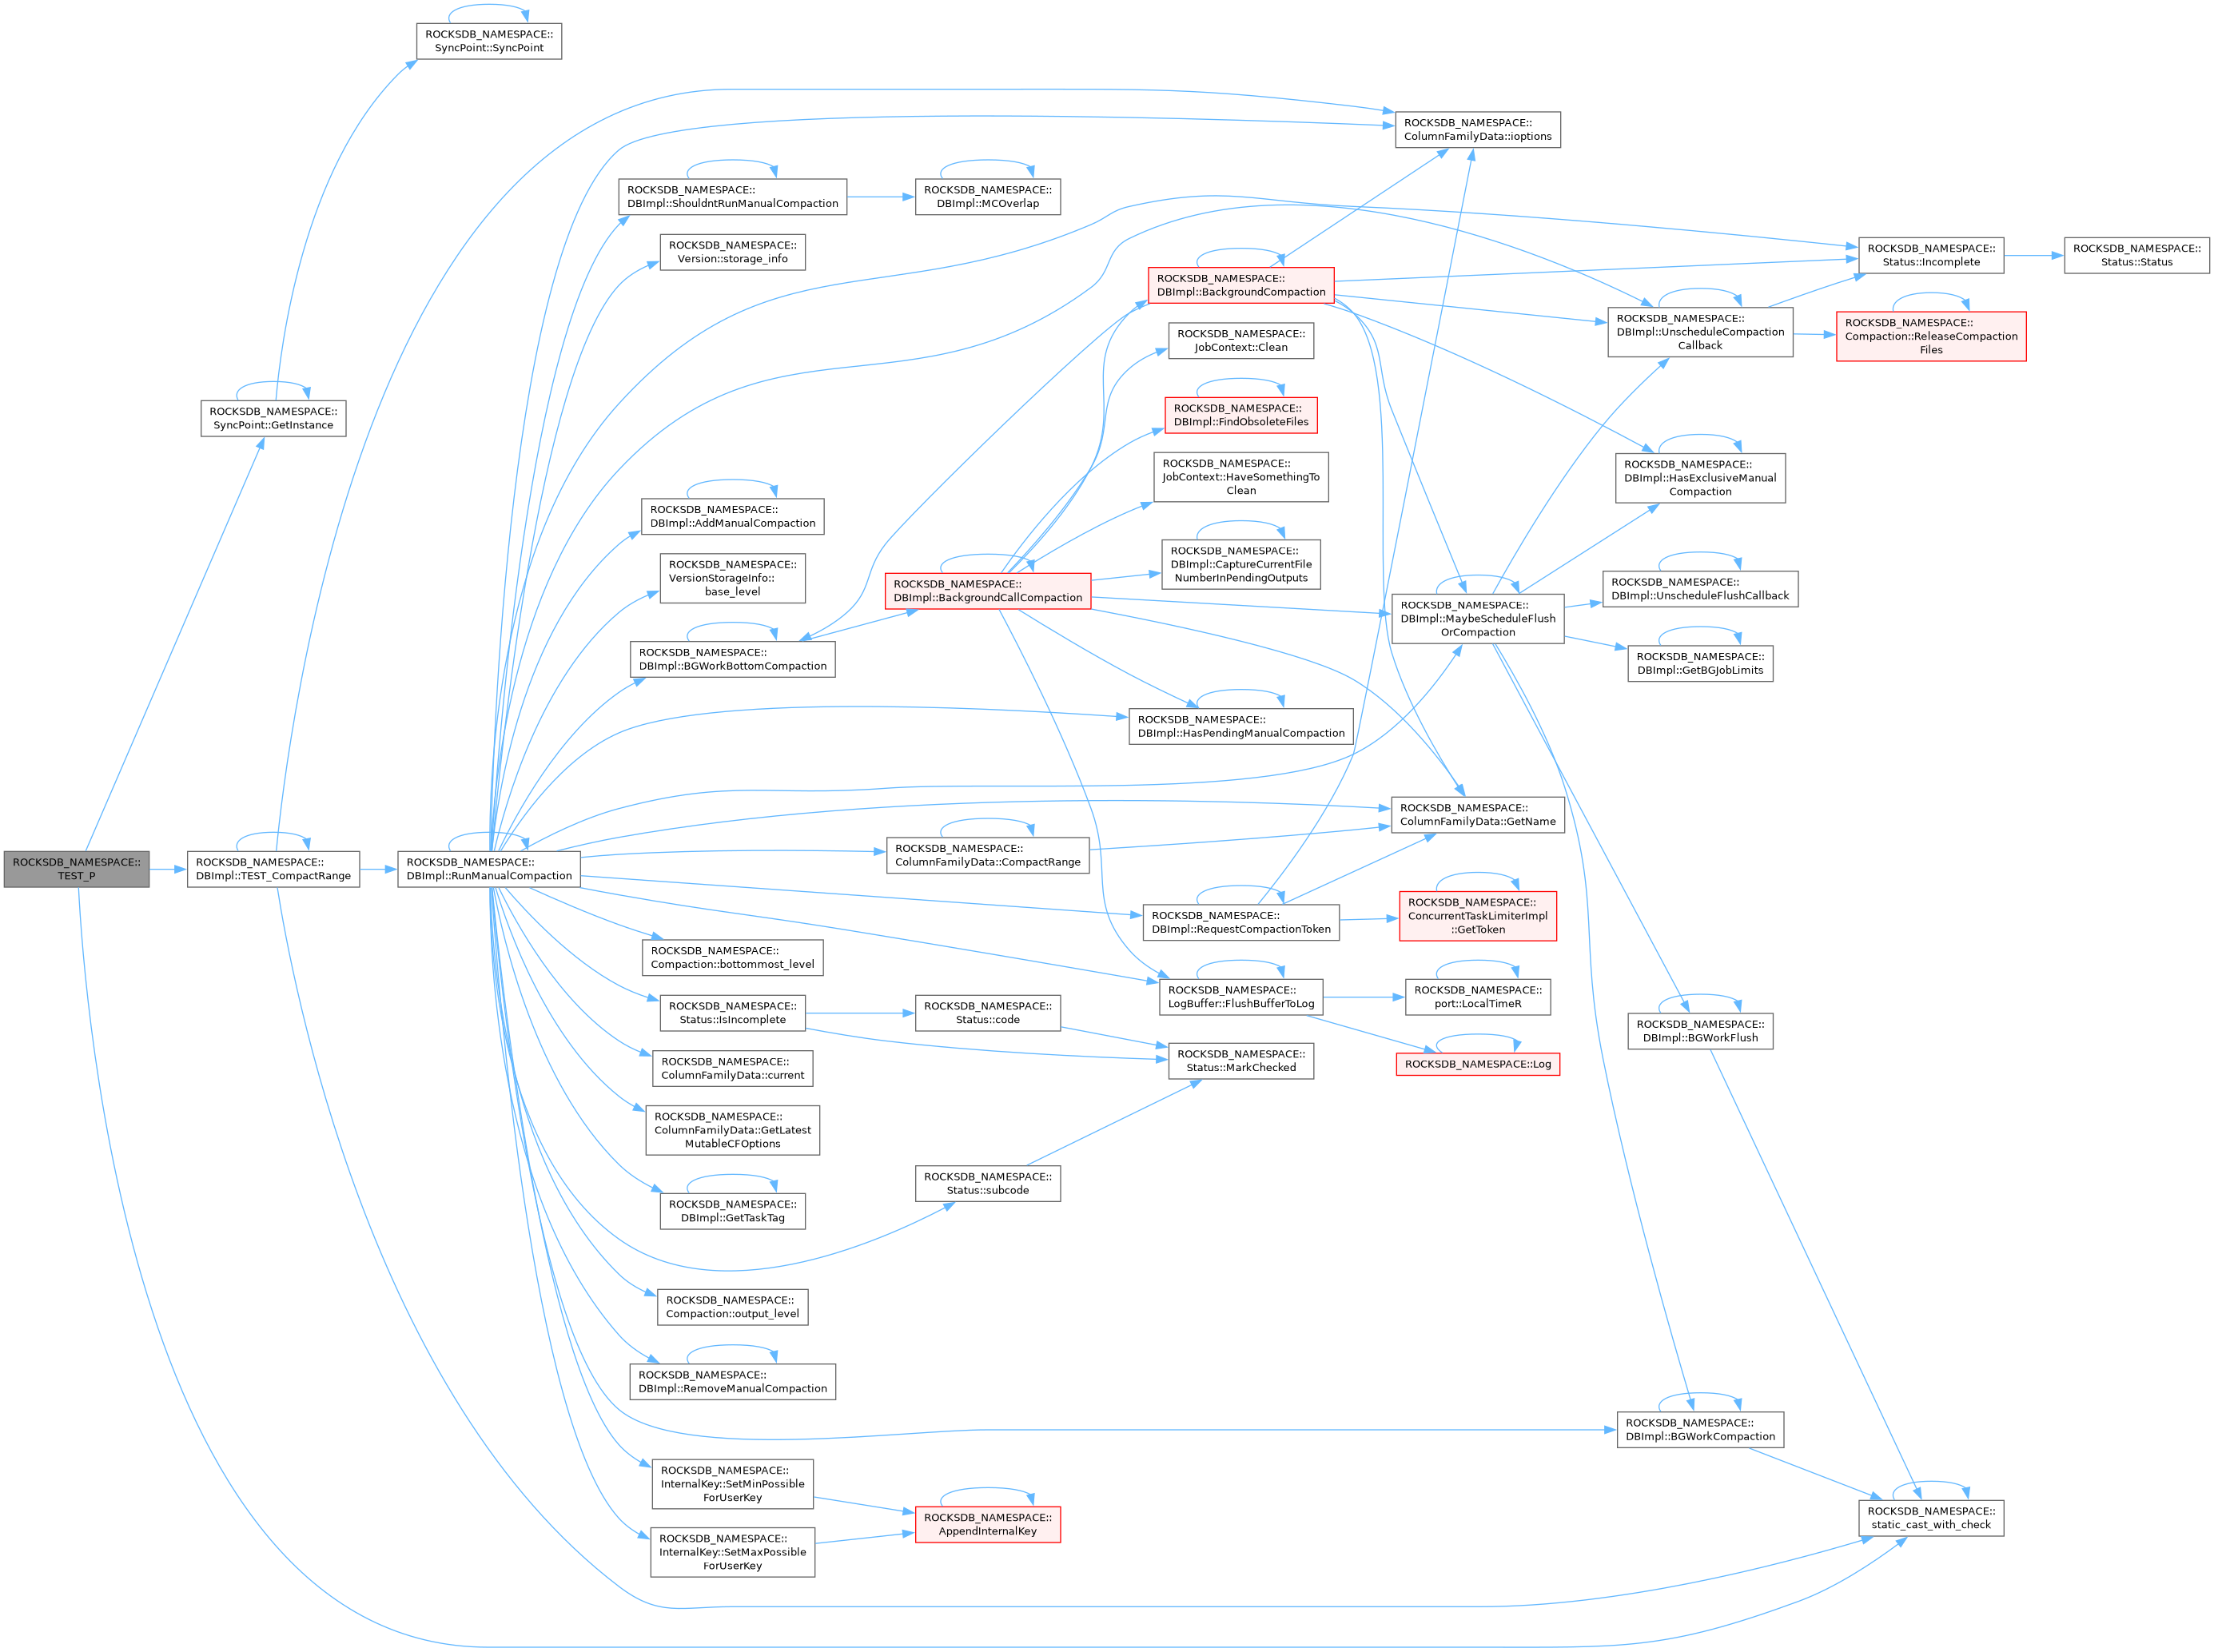 ROCKSDB_NAMESPACE::
SyncPoint::SyncPoint
ROCKSDB_NAMESPACE::
ColumnFamilyData::ioptions
ROCKSDB_NAMESPACE::
DBImpl::ShouldntRunManualCompaction
ROCKSDB_NAMESPACE::
DBImpl::MCOverlap
ROCKSDB_NAMESPACE::
Version::storage_info
ROCKSDB_NAMESPACE::
Status::Incomplete
ROCKSDB_NAMESPACE::
Status::Status
ROCKSDB_NAMESPACE::
DBImpl::BackgroundCompaction
ROCKSDB_NAMESPACE::
DBImpl::UnscheduleCompaction
Callback
ROCKSDB_NAMESPACE::
Compaction::ReleaseCompaction
Files
ROCKSDB_NAMESPACE::
JobContext::Clean
ROCKSDB_NAMESPACE::
SyncPoint::GetInstance
ROCKSDB_NAMESPACE::
DBImpl::FindObsoleteFiles
ROCKSDB_NAMESPACE::
JobContext::HaveSomethingTo
Clean
ROCKSDB_NAMESPACE::
DBImpl::HasExclusiveManual
Compaction
ROCKSDB_NAMESPACE::
DBImpl::AddManualCompaction
ROCKSDB_NAMESPACE::
DBImpl::CaptureCurrentFile
NumberInPendingOutputs
ROCKSDB_NAMESPACE::
VersionStorageInfo::
base_level
ROCKSDB_NAMESPACE::
DBImpl::BackgroundCallCompaction
ROCKSDB_NAMESPACE::
DBImpl::UnscheduleFlushCallback
ROCKSDB_NAMESPACE::
DBImpl::MaybeScheduleFlush
OrCompaction
ROCKSDB_NAMESPACE::
DBImpl::BGWorkBottomCompaction
ROCKSDB_NAMESPACE::
DBImpl::GetBGJobLimits
ROCKSDB_NAMESPACE::
DBImpl::HasPendingManualCompaction
ROCKSDB_NAMESPACE::
ColumnFamilyData::GetName
ROCKSDB_NAMESPACE::
TEST_P
ROCKSDB_NAMESPACE::
DBImpl::TEST_CompactRange
ROCKSDB_NAMESPACE::
DBImpl::RunManualCompaction
ROCKSDB_NAMESPACE::
ColumnFamilyData::CompactRange
ROCKSDB_NAMESPACE::
DBImpl::RequestCompactionToken
ROCKSDB_NAMESPACE::
ConcurrentTaskLimiterImpl
::GetToken
ROCKSDB_NAMESPACE::
Compaction::bottommost_level
ROCKSDB_NAMESPACE::
LogBuffer::FlushBufferToLog
ROCKSDB_NAMESPACE::
port::LocalTimeR
ROCKSDB_NAMESPACE::
Status::IsIncomplete
ROCKSDB_NAMESPACE::
Status::code
ROCKSDB_NAMESPACE::
DBImpl::BGWorkFlush
ROCKSDB_NAMESPACE::
ColumnFamilyData::current
ROCKSDB_NAMESPACE::
Status::MarkChecked
ROCKSDB_NAMESPACE::Log
ROCKSDB_NAMESPACE::
ColumnFamilyData::GetLatest
MutableCFOptions
ROCKSDB_NAMESPACE::
Status::subcode
ROCKSDB_NAMESPACE::
DBImpl::GetTaskTag
ROCKSDB_NAMESPACE::
Compaction::output_level
ROCKSDB_NAMESPACE::
DBImpl::RemoveManualCompaction
ROCKSDB_NAMESPACE::
DBImpl::BGWorkCompaction
ROCKSDB_NAMESPACE::
InternalKey::SetMinPossible
ForUserKey
ROCKSDB_NAMESPACE::
AppendInternalKey
ROCKSDB_NAMESPACE::
static_cast_with_check
ROCKSDB_NAMESPACE::
InternalKey::SetMaxPossible
ForUserKey